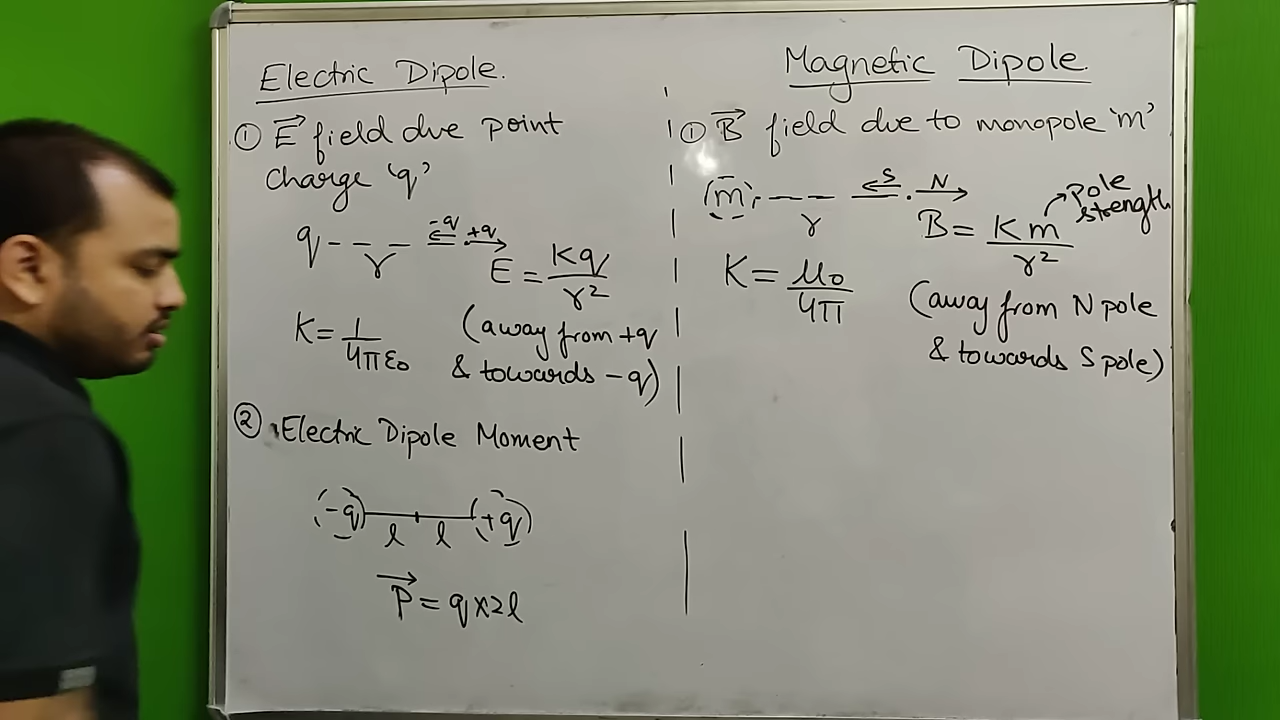 Electric Dipole.
① E⃗ field due point
charge 'q'
q - - - r
-q +q
E = Kq/r²
K = 1/4πε₀
(away from +q
& towards -q)
② Electric Dipole Moment
(-q) (+q)
l l
P⃗ = q×2l
Magnetic Dipole
① B⃗ field due to monopole 'm'
(m) - - - r
S N
Pole
strength
B = Km/r²
K = μ₀/4π
(away from N pole
& towards S pole)